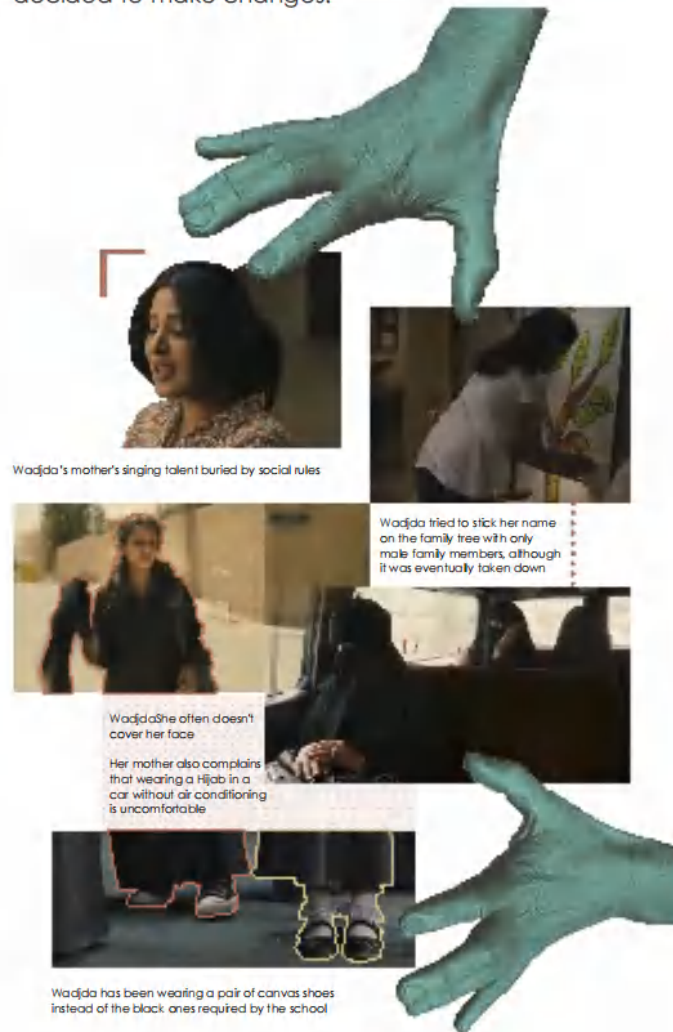 decided to make changes.
Wadjda's mother's singing talent buried by social rules
Wadjda tried to stick her name
on the family tree with only
male family members, although
it was eventually taken down
WadjdaShe often doesn't
cover her face
Her mother also complains
that wearing a Hijab in a
car without air conditioning
is uncomfortable
Wadjda has been wearing a pair of canvas shoes
instead of the black ones required by the school